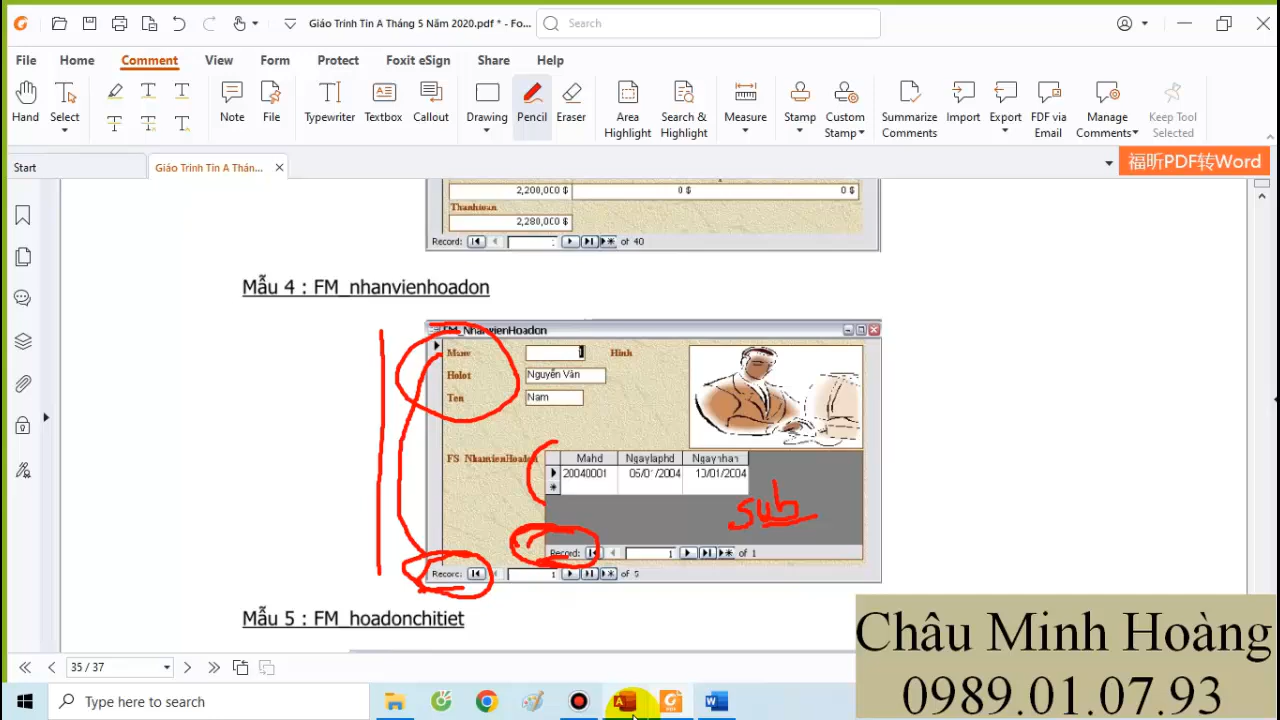 Giáo Trình Tin A Tháng 5 Năm 2020.pdf * - Fo...
Search
File Home Comment View Form Protect Foxit eSign Share Help
Hand Select Note File Typewriter Textbox Callout Drawing Pencil Eraser Area Highlight Search & Highlight Measure Stamp Custom Stamp Summarize Comments Import Export FDF via Email Manage Comments Keep Tool Selected
Start
Giáo Trình Tin A Thán...
福昕PDF转Word
2,200,000 $ 0 $ 0 $
2,280,000 $
Record: of 40
Mẫu 4 : FM_nhanvienhoadon
FM_NhanvienHoadon
Manv 1 Hinh
Holot Nguyễn Văn
Ten Nam
FS NhanvienHoadon Mahd Ngaylaphd Ngaynhan
20040001 /2004 /01/2004
sub
Record: 1 of 1
Record: 1 of 5
Mẫu 5 : FM_hoadonchitiet
Châu Minh Hoàng
0989.01.07.93
35 / 37
Type here to search